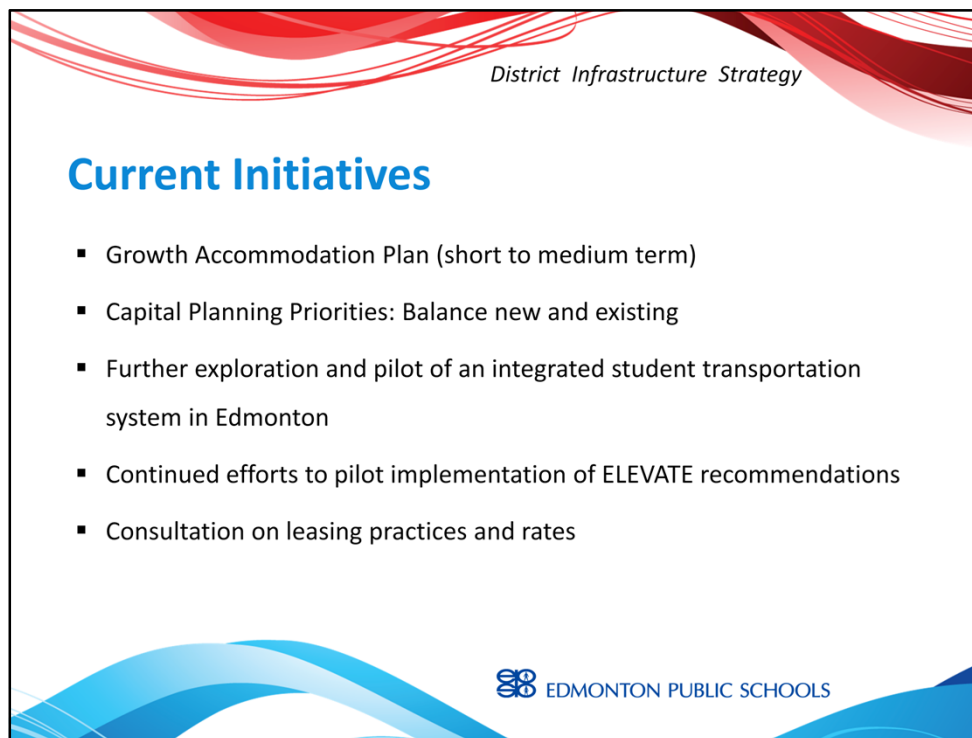 District Infrastructure Strategy
Current Initiatives
▪ Growth Accommodation Plan (short to medium term)
▪ Capital Planning Priorities: Balance new and existing
▪ Further exploration and pilot of an integrated student transportation
system in Edmonton
▪ Continued efforts to pilot implementation of ELEVATE recommendations
▪ Consultation on leasing practices and rates
EDMONTON PUBLIC SCHOOLS